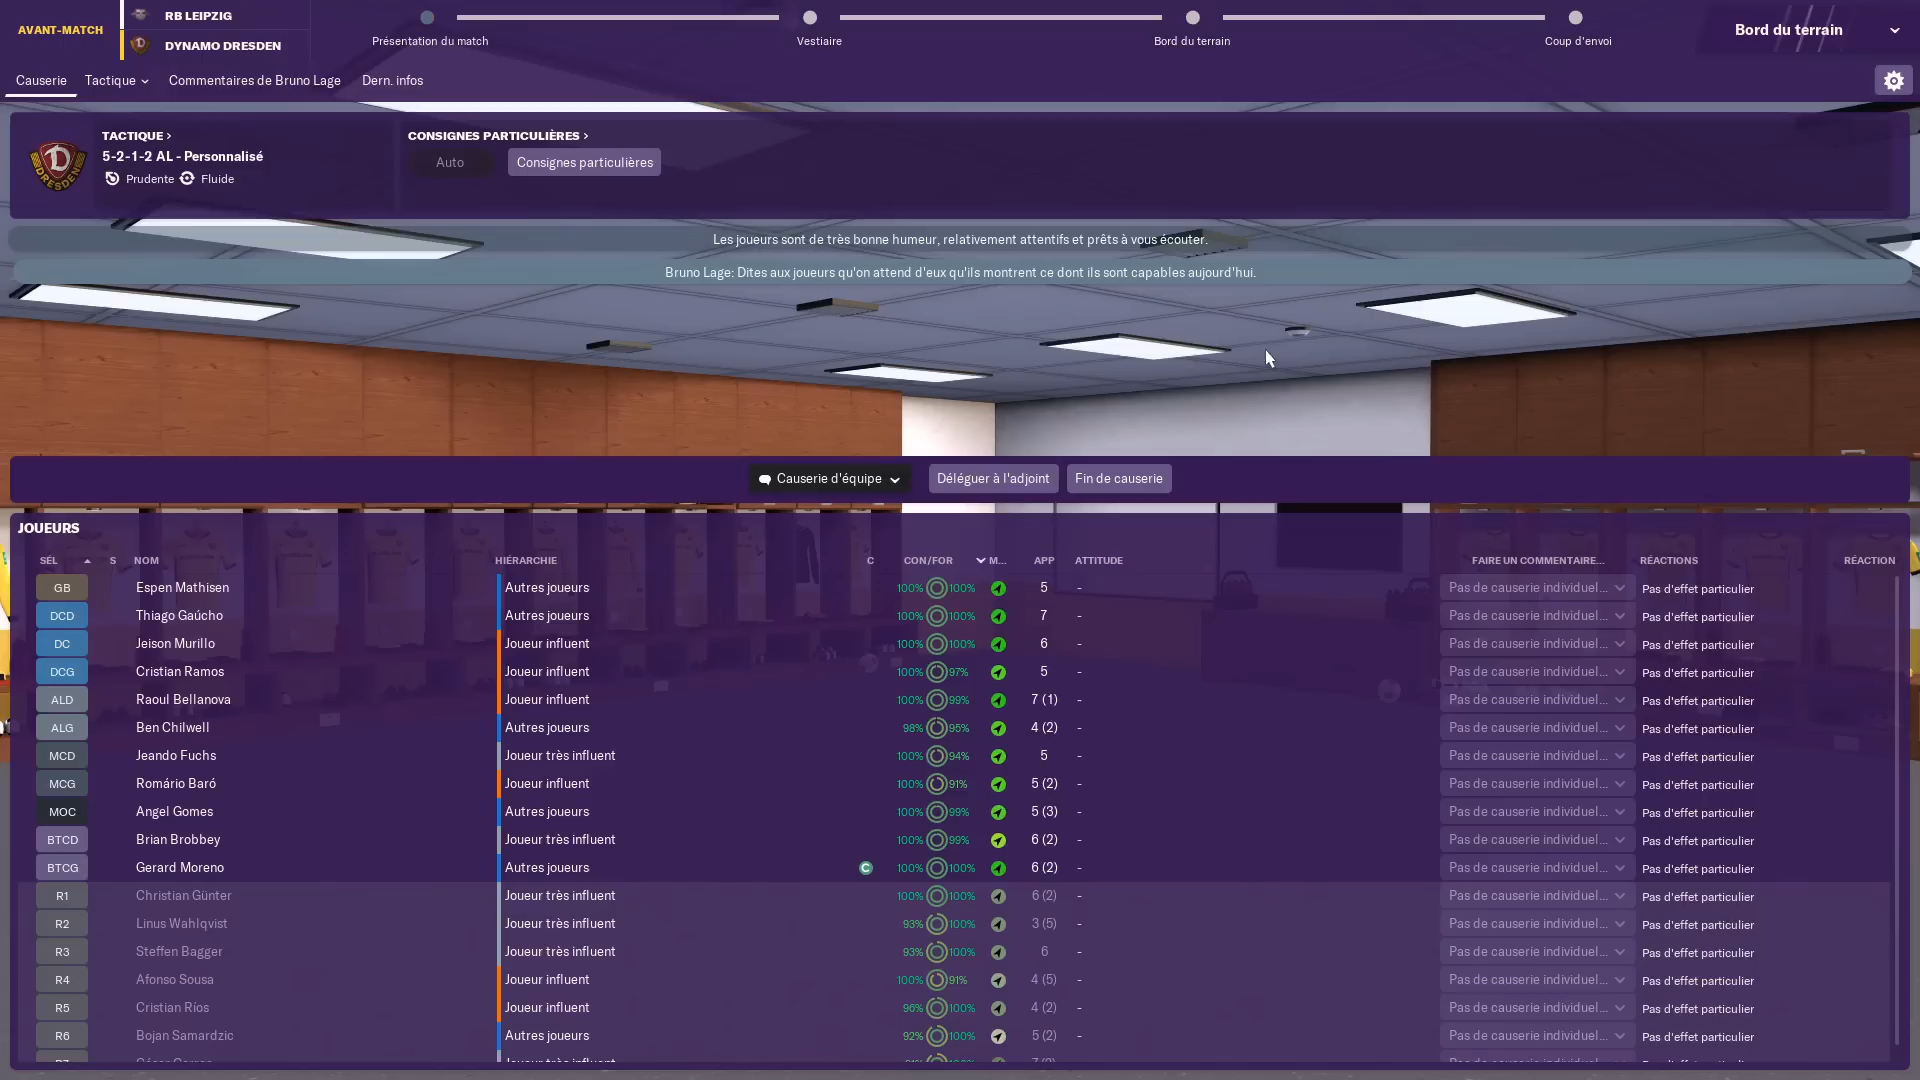 AVANT-MATCH
RB LEIPZIG
DYNAMO DRESDEN
Présentation du match
Vestiaire
Bord du terrain
Coup d'envoi
Bord du terrain
Causerie Tactique Commentaires de Bruno Lage Dern. infos
TACTIQUE >
5-2-1-2 AL - Personnalisé
Prudente Fluide
CONSIGNES PARTICULIÈRES >
Auto Consignes particulières
D
DRESDEN
Les joueurs sont de très bonne humeur, relativement attentifs et prêts à vous écouter.
Bruno Lage: Dites aux joueurs qu'on attend d'eux qu'ils montrent ce dont ils sont capables aujourd'hui.
Causerie d'équipe Déléguer à l'adjoint Fin de causerie
JOUEURS
SÉL S NOM HIÉRARCHIE C CON/FOR M... APP ATTITUDE FAIRE UN COMMENTAIRE... RÉACTIONS RÉACTION
GB Espen Mathisen Autres joueurs 100% 100% 5 - Pas de causerie individuel... Pas d'effet particulier
DCD Thiago Gaúcho Autres joueurs 100% 100% 7 - Pas de causerie individuel... Pas d'effet particulier
DC Jeison Murillo Joueur influent 100% 100% 6 - Pas de causerie individuel... Pas d'effet particulier
DCG Cristian Ramos Joueur influent 100% 97% 5 - Pas de causerie individuel... Pas d'effet particulier
ALD Raoul Bellanova Joueur influent 100% 99% 7 (1) - Pas de causerie individuel... Pas d'effet particulier
ALG Ben Chilwell Autres joueurs 98% 95% 4 (2) - Pas de causerie individuel... Pas d'effet particulier
MCD Jeando Fuchs Joueur très influent 100% 94% 5 - Pas de causerie individuel... Pas d'effet particulier
MCG Romário Baró Joueur influent 100% 91% 5 (2) - Pas de causerie individuel... Pas d'effet particulier
MOC Angel Gomes Autres joueurs 100% 99% 5 (3) - Pas de causerie individuel... Pas d'effet particulier
BTCD Brian Brobbey Joueur très influent 100% 99% 6 (2) - Pas de causerie individuel... Pas d'effet particulier
BTCG Gerard Moreno Autres joueurs C 100% 100% 6 (2) - Pas de causerie individuel... Pas d'effet particulier
R1 Christian Günter Joueur très influent 100% 100% 6 (2) - Pas de causerie individuel... Pas d'effet particulier
R2 Linus Wahlqvist Joueur très influent 93% 100% 3 (5) - Pas de causerie individuel... Pas d'effet particulier
R3 Steffen Bagger Joueur très influent 93% 100% 6 - Pas de causerie individuel... Pas d'effet particulier
R4 Afonso Sousa Joueur influent 100% 91% 4 (5) - Pas de causerie individuel... Pas d'effet particulier
R5 Cristian Ríos Joueur influent 96% 100% 4 (2) - Pas de causerie individuel... Pas d'effet particulier
R6 Bojan Samardzic Autres joueurs 92% 100% 5 (2) - Pas de causerie individuel... Pas d'effet particulier